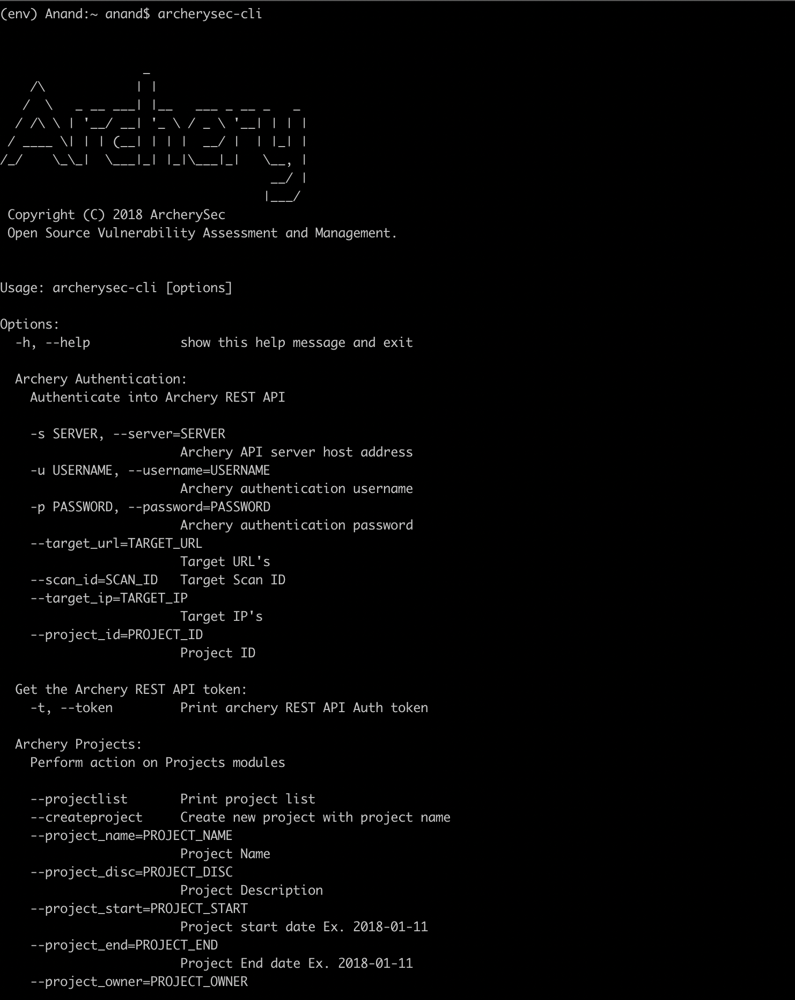 (env) Anand:~ anand$ archerysec-cli
                   _
    /\            | |
   /  \   _ __ ___| |__   ___ _ __ _   _
  / /\ \ | '__/ __| '_ \ / _ \ '__| | | |
 / ____ \| | | (__| | | |  __/ |  | |_| |
/_/    \_\_|  \___|_| |_|\___|_|   \__, |
                                    __/ |
                                   |___/
 Copyright (C) 2018 ArcherySec
 Open Source Vulnerability Assessment and Management.
Usage: archerysec-cli [options]
Options:
  -h, --help            show this help message and exit
  Archery Authentication:
    Authenticate into Archery REST API
    -s SERVER, --server=SERVER
                        Archery API server host address
    -u USERNAME, --username=USERNAME
                        Archery authentication username
    -p PASSWORD, --password=PASSWORD
                        Archery authentication password
    --target_url=TARGET_URL
                        Target URL's
    --scan_id=SCAN_ID   Target Scan ID
    --target_ip=TARGET_IP
                        Target IP's
    --project_id=PROJECT_ID
                        Project ID
  Get the Archery REST API token:
    -t, --token         Print archery REST API Auth token
  Archery Projects:
    Perform action on Projects modules
    --projectlist       Print project list
    --createproject     Create new project with project name
    --project_name=PROJECT_NAME
                        Project Name
    --project_disc=PROJECT_DISC
                        Project Description
    --project_start=PROJECT_START
                        Project start date Ex. 2018-01-11
    --project_end=PROJECT_END
                        Project End date Ex. 2018-01-11
    --project_owner=PROJECT_OWNER